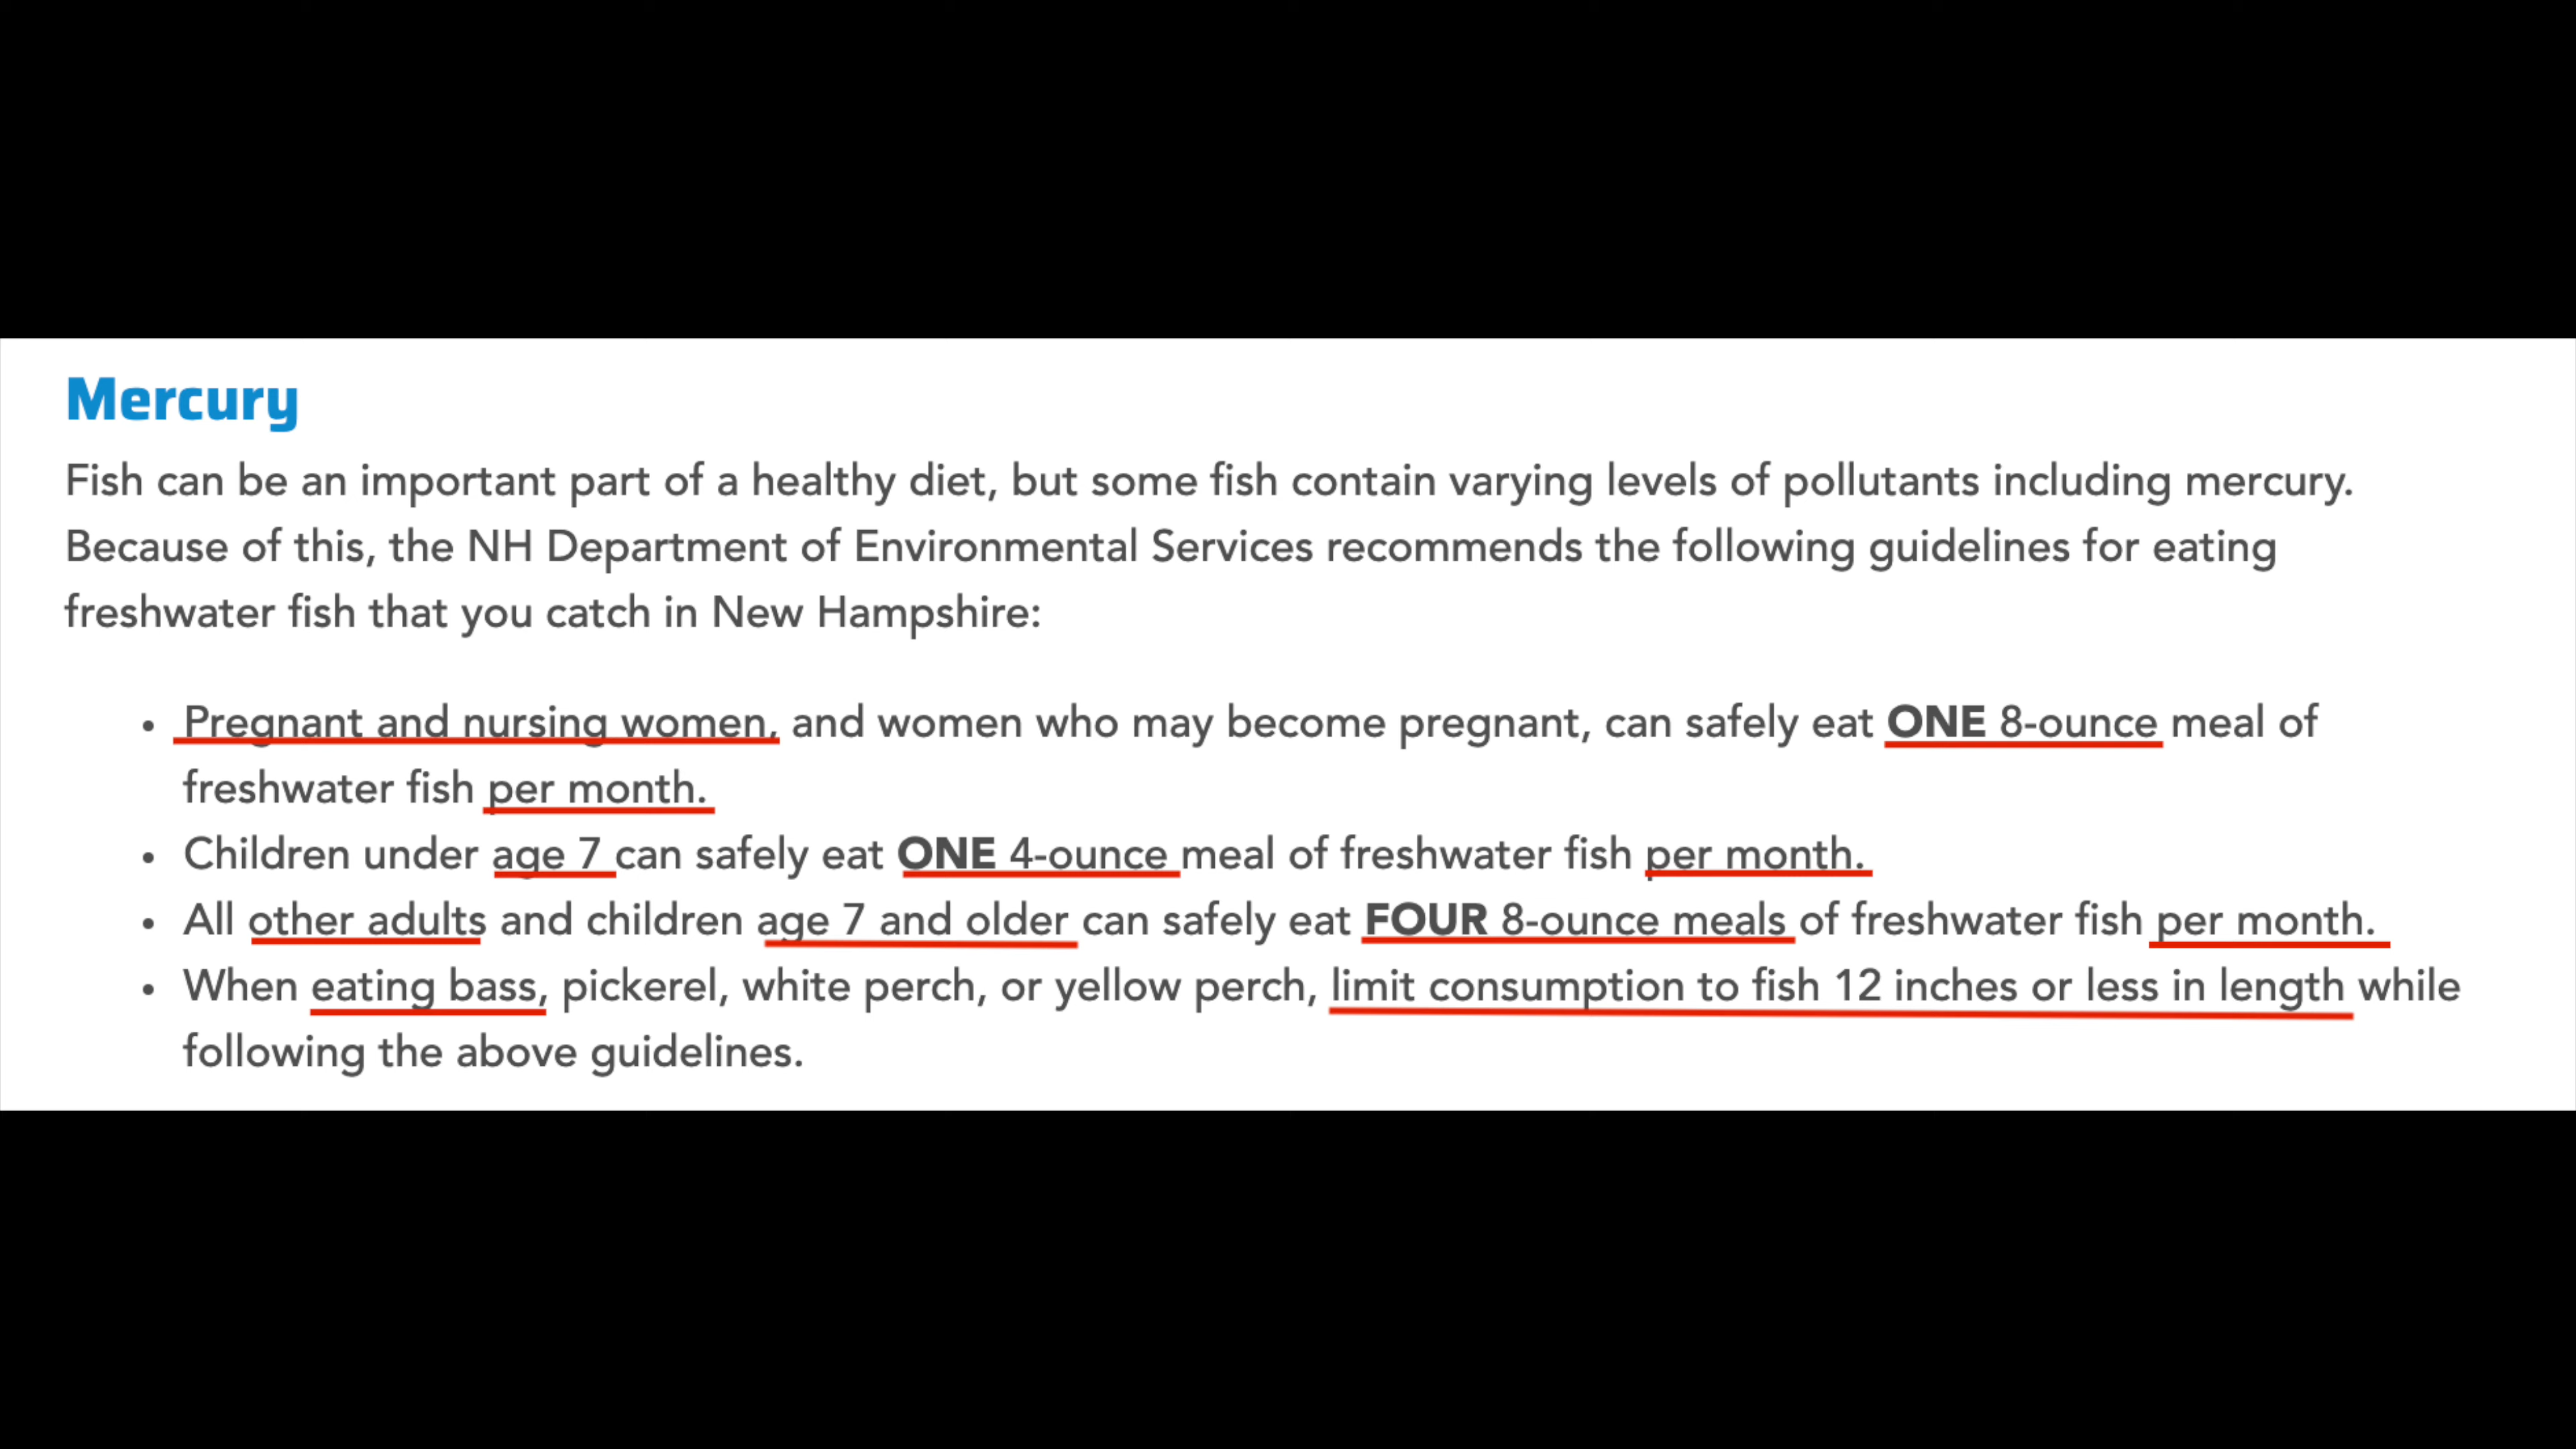 Mercury
Fish can be an important part of a healthy diet, but some fish contain varying levels of pollutants including mercury.
Because of this, the NH Department of Environmental Services recommends the following guidelines for eating
freshwater fish that you catch in New Hampshire:
• Pregnant and nursing women, and women who may become pregnant, can safely eat ONE 8-ounce meal of
freshwater fish per month.
• Children under age 7 can safely eat ONE 4-ounce meal of freshwater fish per month.
• All other adults and children age 7 and older can safely eat FOUR 8-ounce meals of freshwater fish per month.
• When eating bass, pickerel, white perch, or yellow perch, limit consumption to fish 12 inches or less in length while
following the above guidelines.